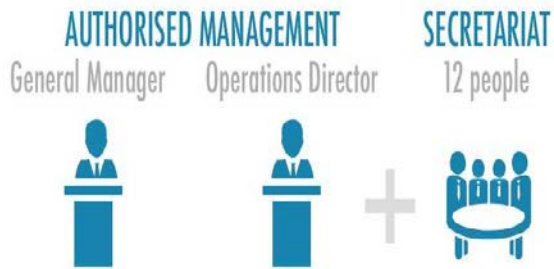 AUTHORISED MANAGEMENT
General Manager Operations Director
SECRETARIAT
12 people